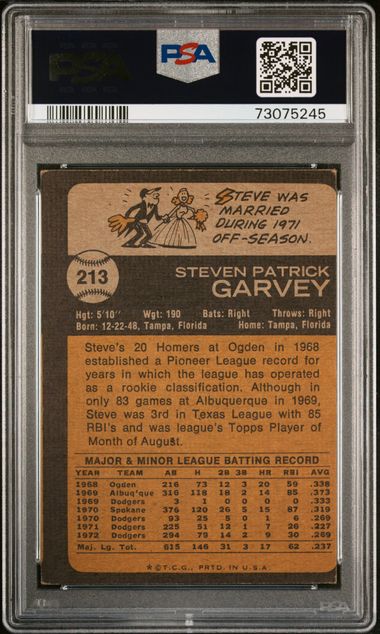 PSA
PSA
73075245
STEVE WAS
MARRIED
DURING 1971
OFF-SEASON.
213
STEVEN PATRICK
GARVEY
Hgt: 5'10" Wgt: 190 Bats: Right Throws: Right
Born: 12-22-48, Tampa, Florida Home: Tampa, Florida
Steve's 20 Homers at Ogden in 1968
established a Pioneer League record for
years in which the league has operated
as a rookie classification. Although in
only 83 games at Albuquerque in 1969,
Steve was 3rd in Texas League with 85
RBI's and was league's Topps Player of
Month of August.
MAJOR & MINOR LEAGUE BATTING RECORD
YEAR TEAM AB H 2B 3B HR RBI AVG
1968 Ogden 216 73 12 3 20 59 .338
1969 Albuq'que 316 118 18 2 14 85 .373
1969 Dodgers 3 1 0 0 0 0 .333
1970 Spokane 376 120 26 5 15 87 .319
1970 Dodgers 93 25 5 0 1 6 .269
1971 Dodgers 225 51 12 1 7 26 .227
1972 Dodgers 294 79 14 2 9 30 .269
Maj. Lg. Tot. 615 146 31 3 17 62 .237
* © T.C.G., PRTD. IN U.S.A.